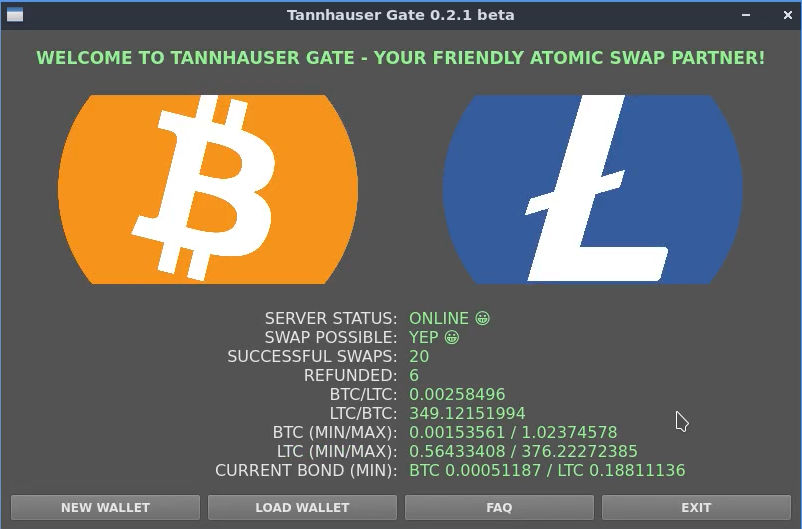 Tannhauser Gate 0.2.1 beta
WELCOME TO TANNHAUSER GATE - YOUR FRIENDLY ATOMIC SWAP PARTNER!
SERVER STATUS: ONLINE 😀
SWAP POSSIBLE: YEP 😀
SUCCESSFUL SWAPS: 20
REFUNDED: 6
BTC/LTC: 0.00258496
LTC/BTC: 349.12151994
BTC (MIN/MAX): 0.00153561 / 1.02374578
LTC (MIN/MAX): 0.56433408 / 376.22272385
CURRENT BOND (MIN): BTC 0.00051187 / LTC 0.18811136
NEW WALLET LOAD WALLET FAQ EXIT